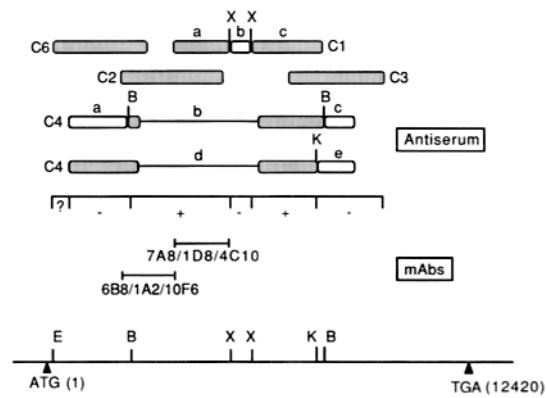 X X
a b c
C6 C1
C2 C3
B B
a b c
C4
K
C4 d e
Antiserum
? - + - + -
7A8/1D8/4C10
mAbs
6B8/1A2/10F6
E B X X K B
ATG (1) TGA (12420)